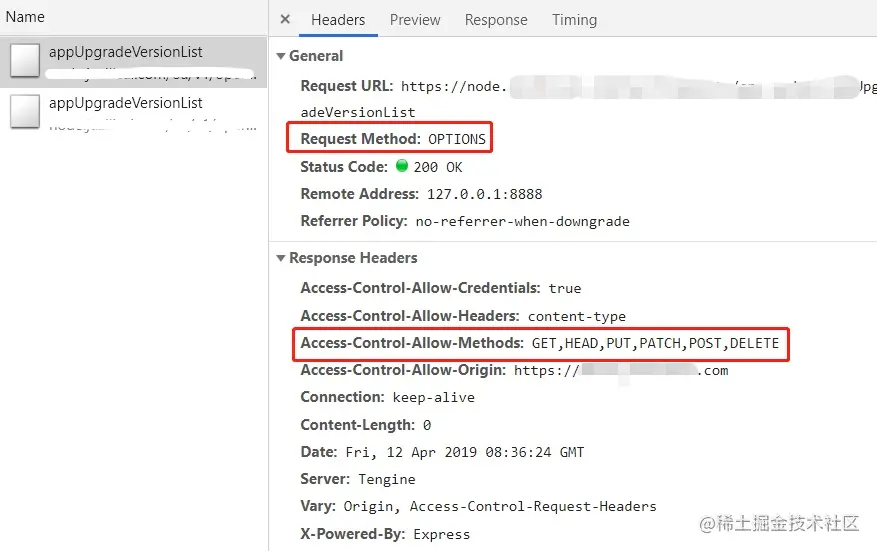 Name
appUpgradeVersionList
appUpgradeVersionList
× Headers Preview Response Timing
General
Request URL: https://node.
adeVersionList
Request Method: OPTIONS
Status Code: 200 OK
Remote Address: 127.0.0.1:8888
Referrer Policy: no-referrer-when-downgrade
Response Headers
Access-Control-Allow-Credentials: true
Access-Control-Allow-Headers: content-type
Access-Control-Allow-Methods: GET,HEAD,PUT,PATCH,POST,DELETE
Access-Control-Allow-Origin: https:// .com
Connection: keep-alive
Content-Length: 0
Date: Fri, 12 Apr 2019 08:36:24 GMT
Server: Tengine
Vary: Origin, Access-Control-Request-Headers
X-Powered-By: Express
@稀土掘金技术社区